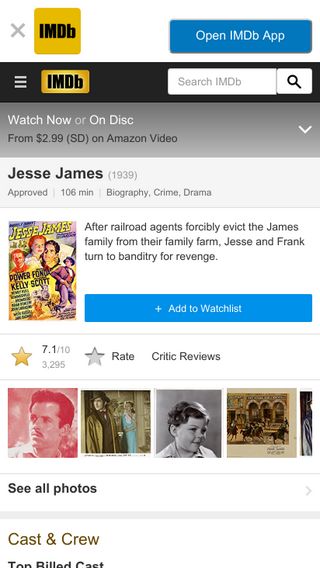 IMDb
Open IMDb App
IMDb
Search IMDb
Watch Now or On Disc
From $2.99 (SD) on Amazon Video
Jesse James (1939)
Approved | 106 min | Biography, Crime, Drama
JESSE JAMES
POWER FONDA
KELLY SCOTT
After railroad agents forcibly evict the James
family from their family farm, Jesse and Frank
turn to banditry for revenge.
+ Add to Watchlist
7.1/10
3,295
Rate
Critic Reviews
See all photos
Cast & Crew
Top Billed Cast